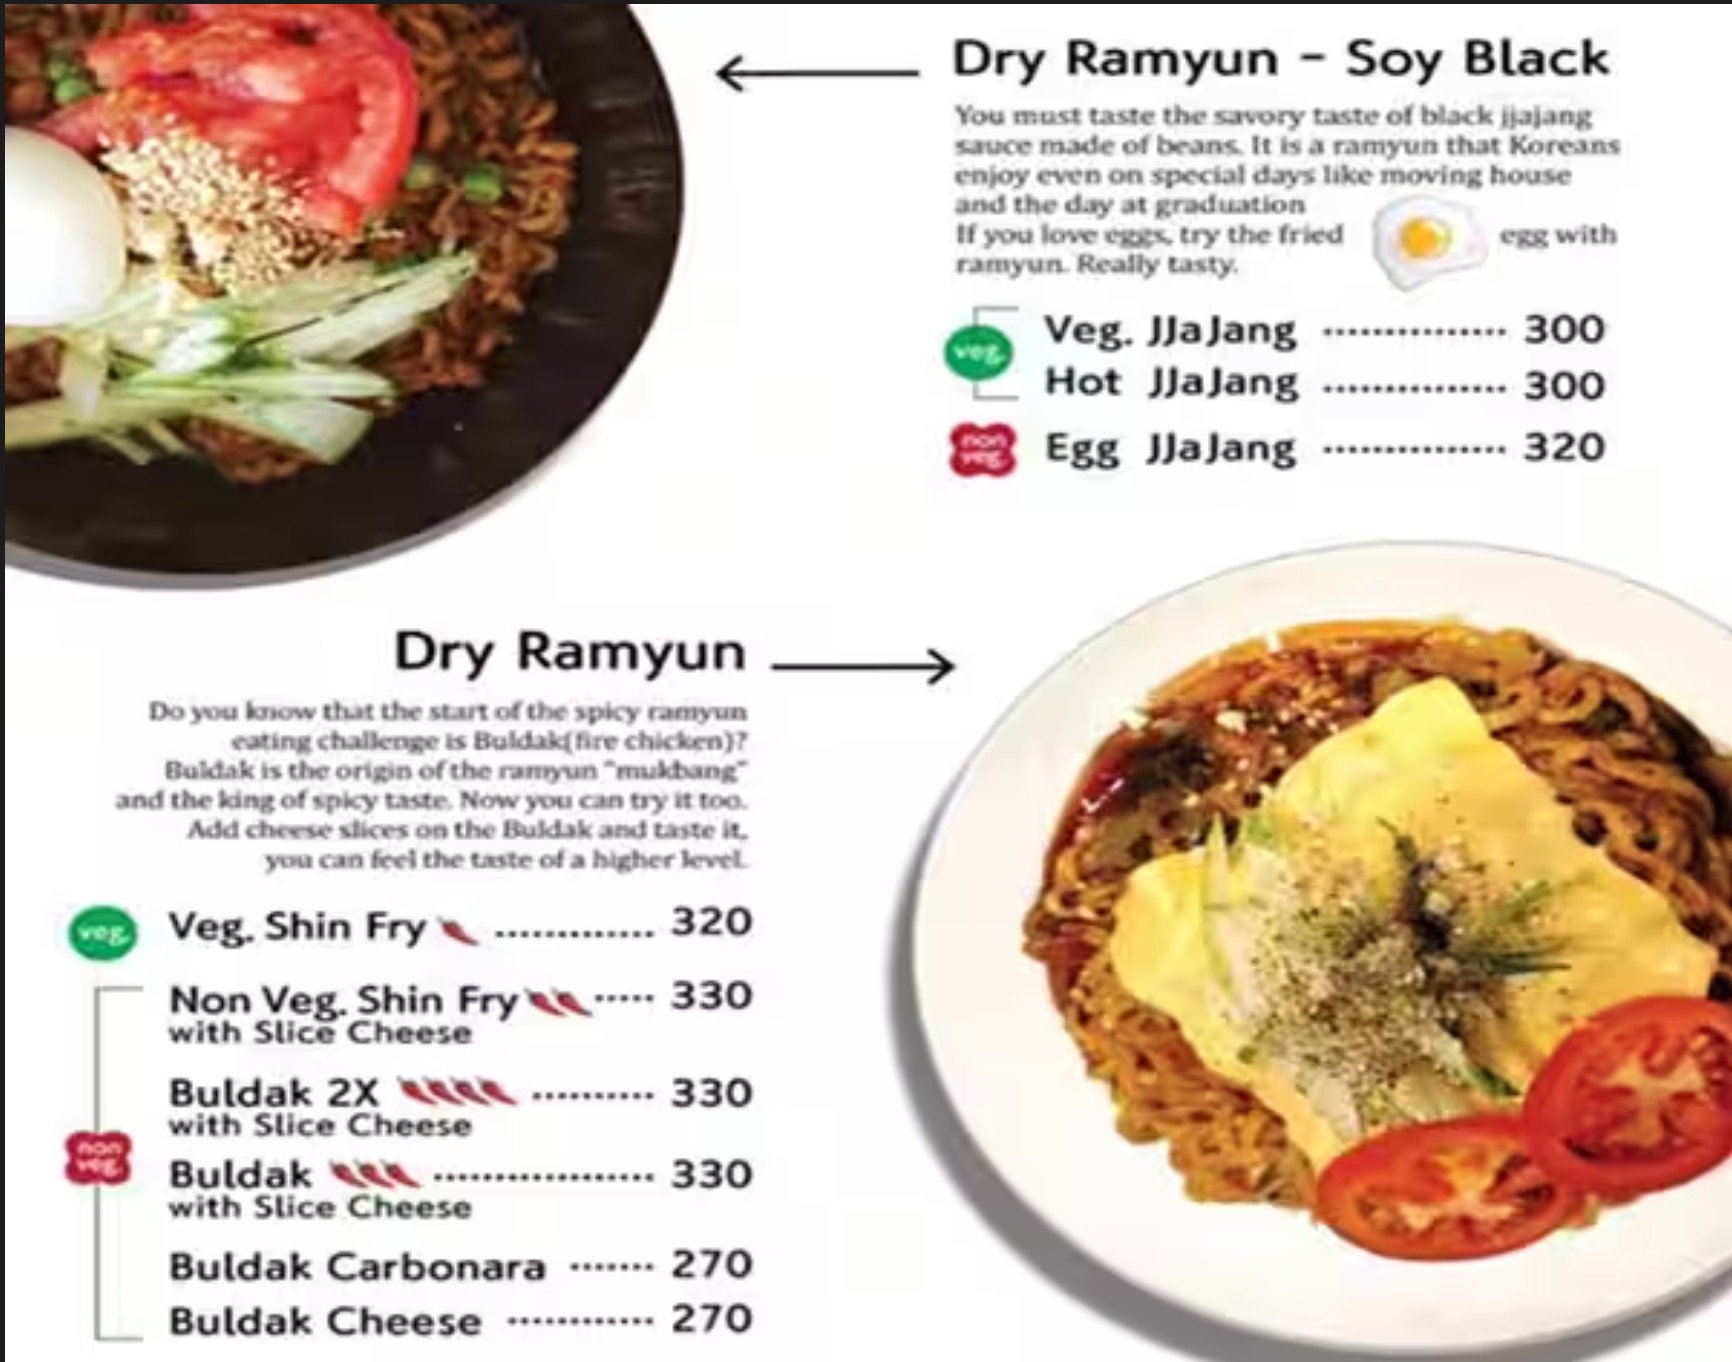 Dry Ramyun - Soy Black
You must taste the savory taste of black jjajang
sauce made of beans. It is a ramyun that Koreans
enjoy even on special days like moving house
and the day at graduation
If you love eggs, try the fried egg with
ramyun. Really tasty.
veg.
Veg. JJaJang ............... 300
Hot JJaJang ............... 300
non
veg.
Egg JJaJang ............... 320
Dry Ramyun
Do you know that the start of the spicy ramyun
eating challenge is Buldak(fire chicken)?
Buldak is the origin of the ramyun "mukbang"
and the king of spicy taste. Now you can try it too.
Add cheese slices on the Buldak and taste it,
you can feel the taste of a higher level.
veg.
Veg. Shin Fry ............. 320
non
veg.
Non Veg. Shin Fry ..... 330
with Slice Cheese
Buldak 2X .......... 330
with Slice Cheese
Buldak .................. 330
with Slice Cheese
Buldak Carbonara ....... 270
Buldak Cheese ............ 270